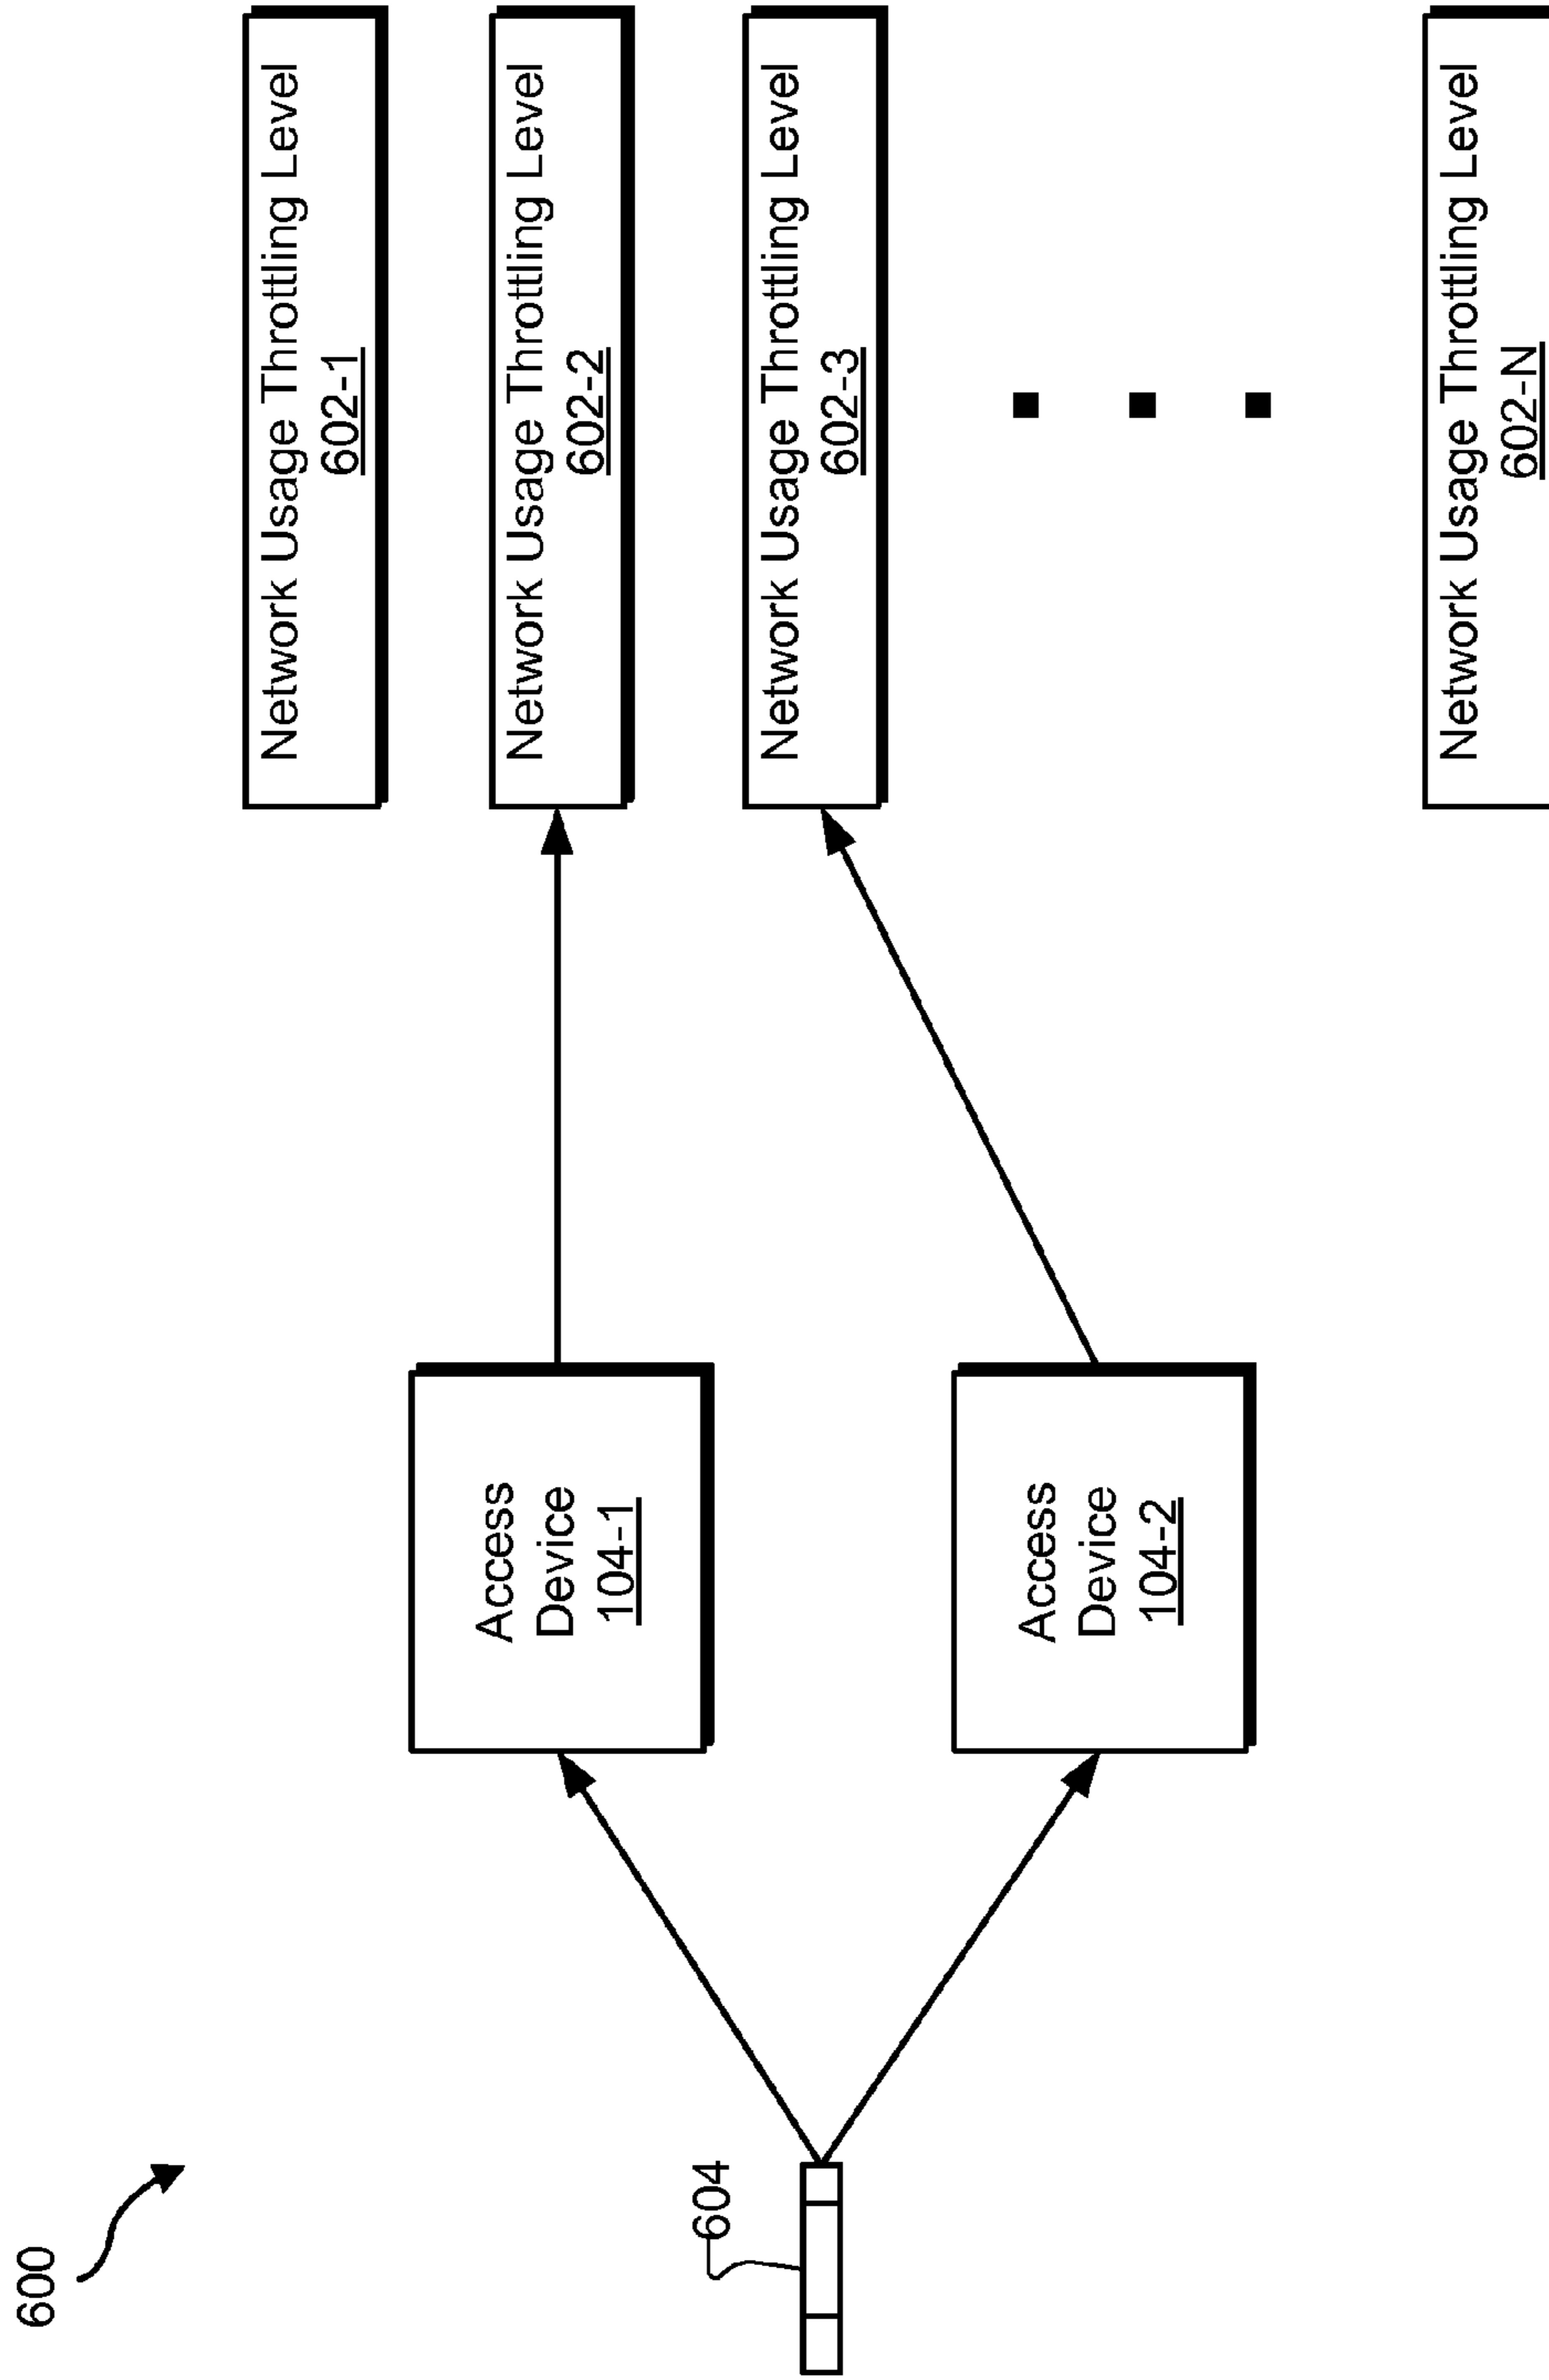 600
604
Access
Device
104-1
Access
Device
104-2
Network Usage Throttling Level
602-1
Network Usage Throttling Level
602-2
Network Usage Throttling Level
602-3
Network Usage Throttling Level
602-N